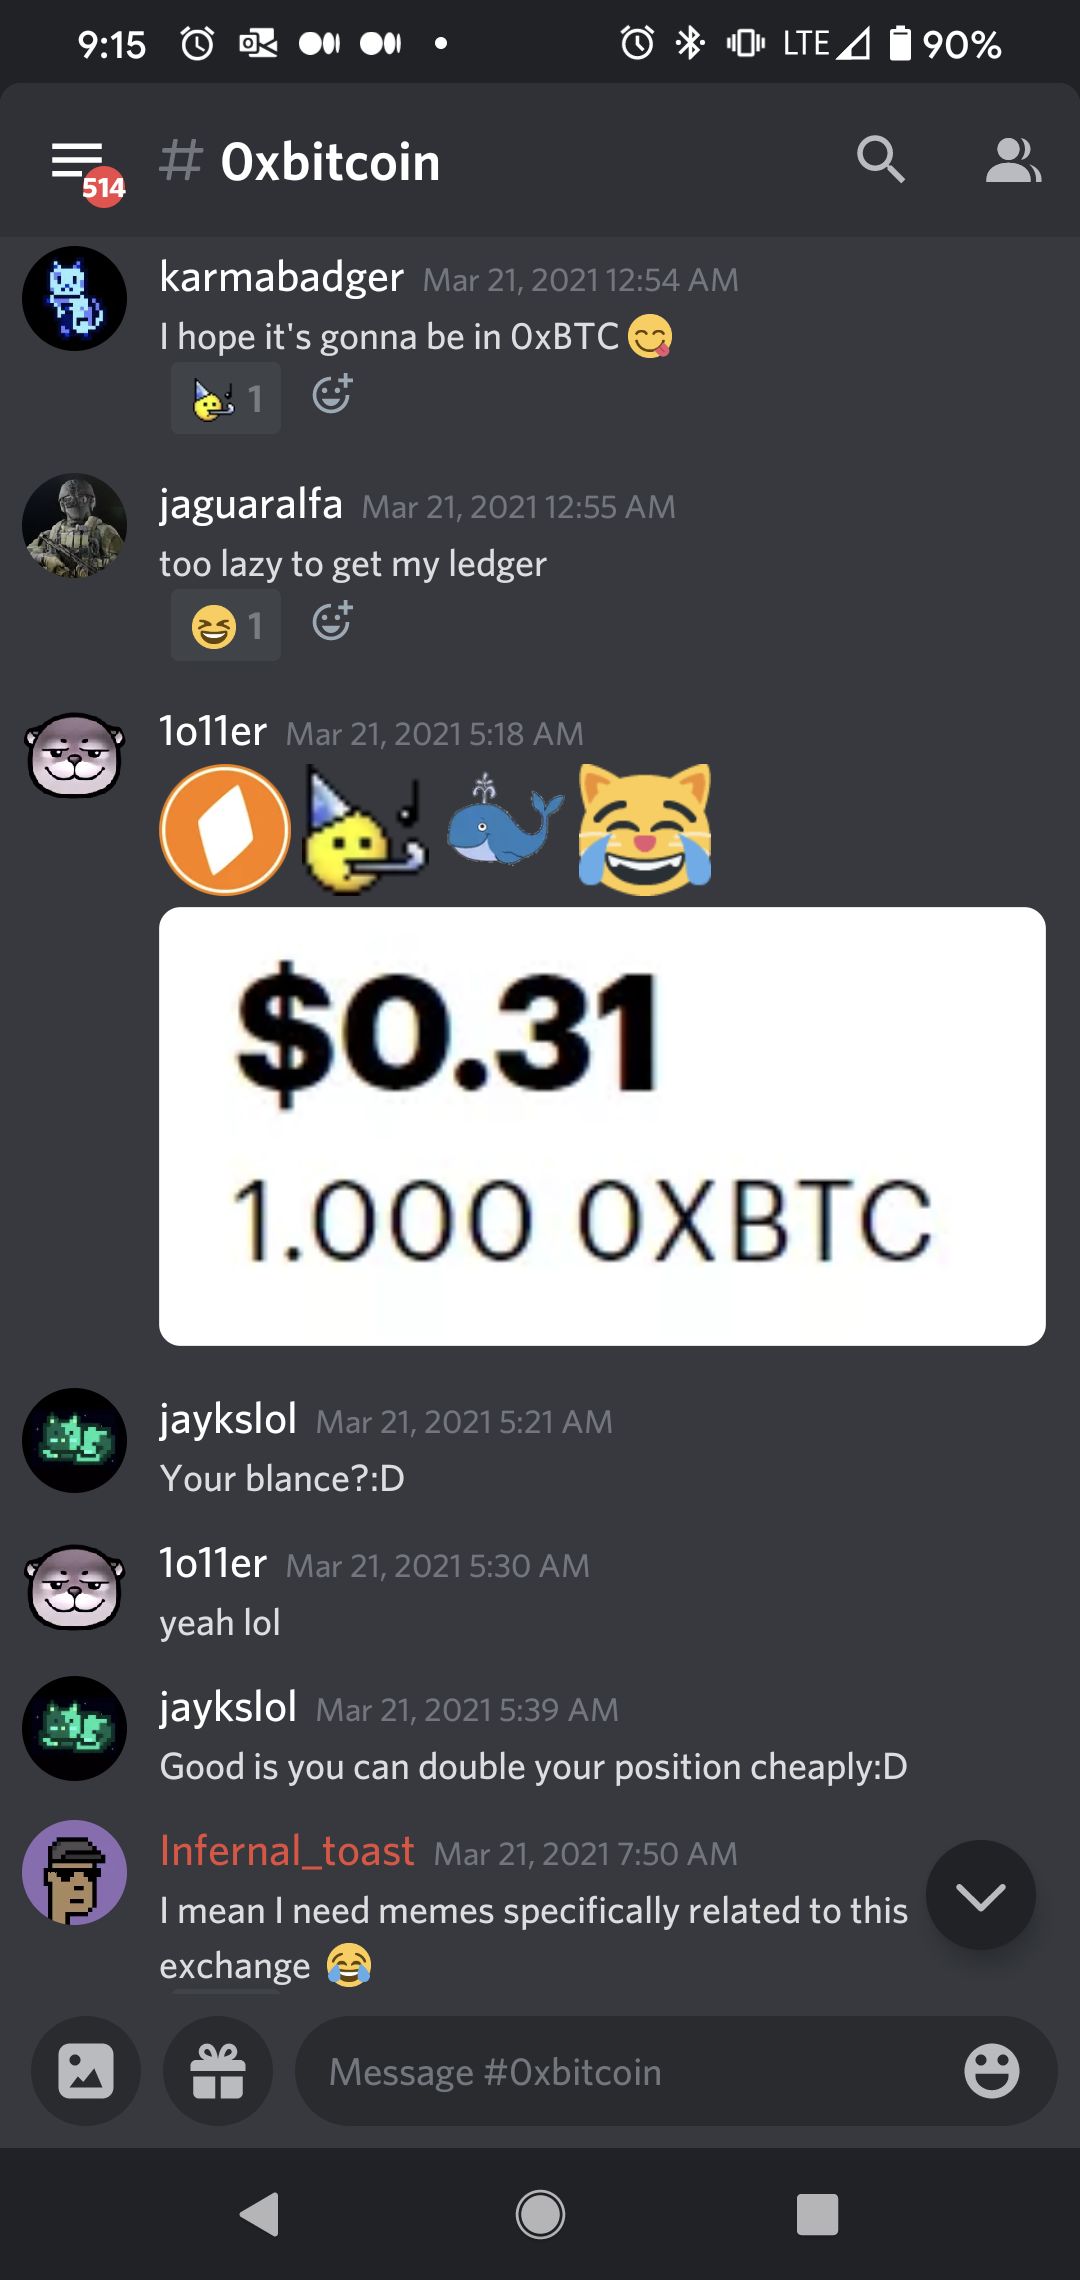 9:15 LTE 90%
514 # 0xbitcoin
karmabadger Mar 21, 2021 12:54 AM
I hope it's gonna be in 0xBTC 😋
1
jaguaralfa Mar 21, 2021 12:55 AM
too lazy to get my ledger
😆 1
1o11er Mar 21, 2021 5:18 AM
$0.31
1.000 0XBTC
jaykslol Mar 21, 2021 5:21 AM
Your blance?:D
1o11er Mar 21, 2021 5:30 AM
yeah lol
jaykslol Mar 21, 2021 5:39 AM
Good is you can double your position cheaply:D
Infernal_toast Mar 21, 2021 7:50 AM
I mean I need memes specifically related to this
exchange 😂
Message #0xbitcoin